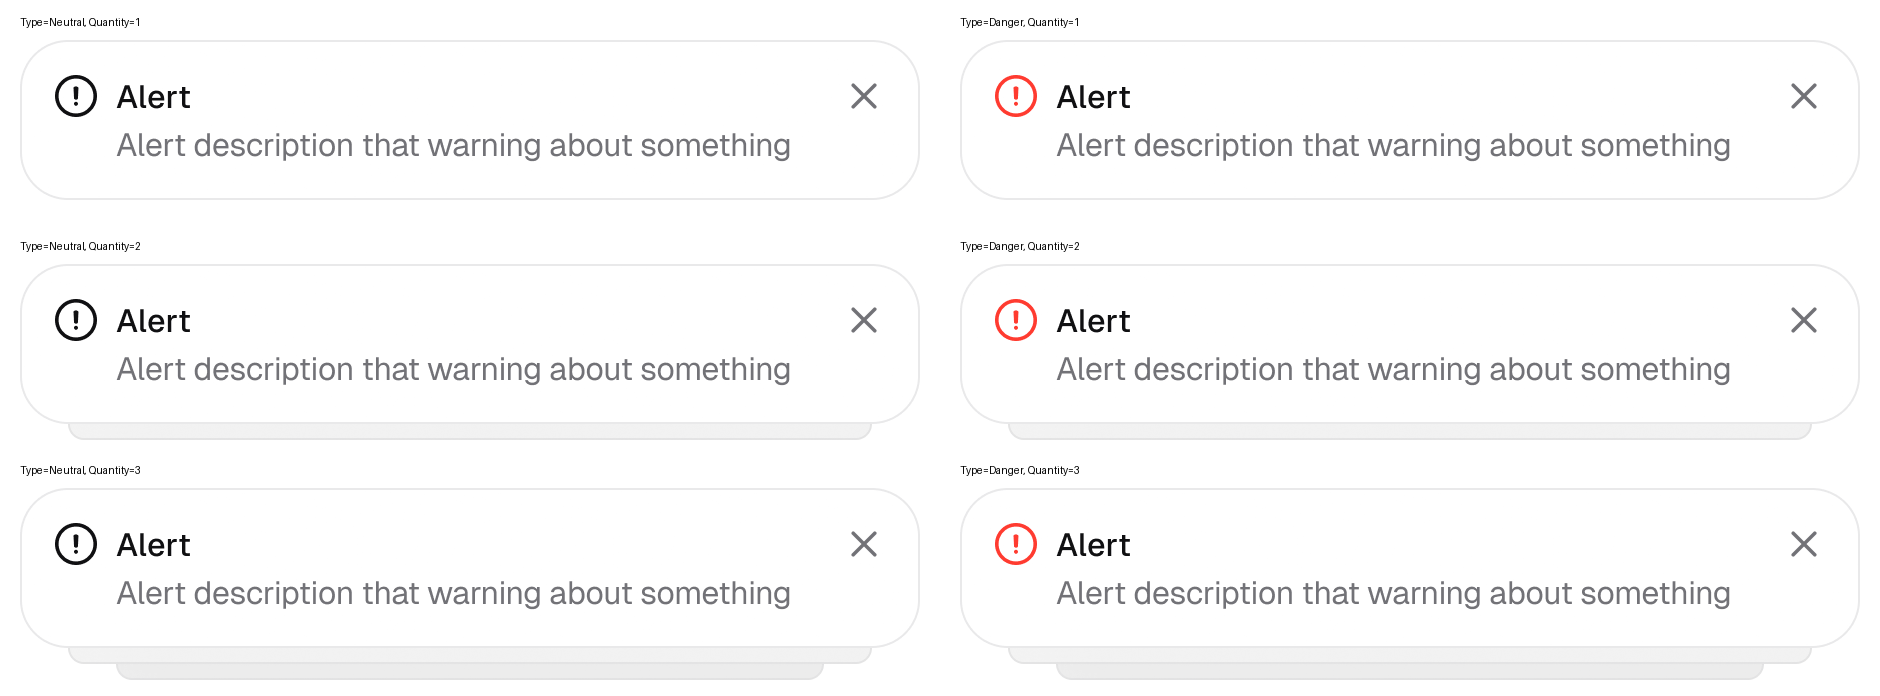 Type=Neutral, Quantity=1
Alert
Alert description that warning about something
Type=Danger, Quantity=1
Alert
Alert description that warning about something
Type=Neutral, Quantity=2
Alert
Alert description that warning about something
Type=Danger, Quantity=2
Alert
Alert description that warning about something
Type=Neutral, Quantity=3
Alert
Alert description that warning about something
Type=Danger, Quantity=3
Alert
Alert description that warning about something